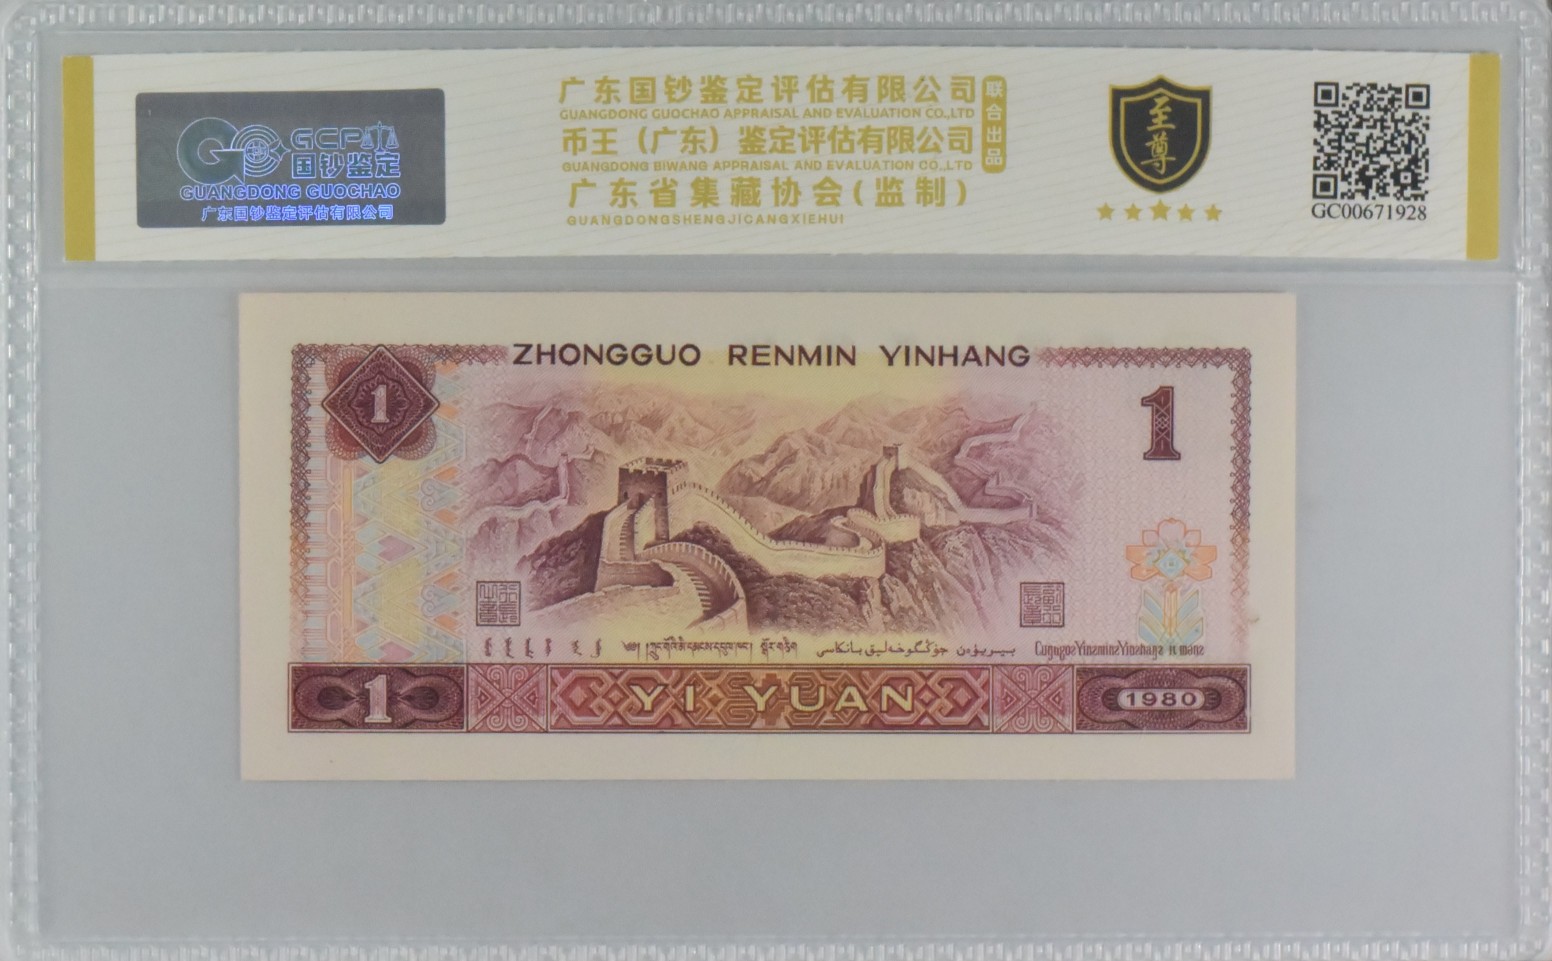 GCP
国钞鉴定
GUANGDONG GUOCHAO
广东国钞鉴定评估有限公司
广东国钞鉴定评估有限公司
GUANGDONG GUOCHAO APPRAISAL AND EVALUATION CO.,LTD
币王（广东）鉴定评估有限公司
GUANGDONG BIWANG APPRAISAL AND EVALUATION CO.,LTD
广东省集藏协会(监制)
GUANGDONGSHENGJICANGXIEHUI
联合出品
至尊
GC00671928
ZHONGGUO RENMIN YINHANG
1
1
1
YI YUAN
1980